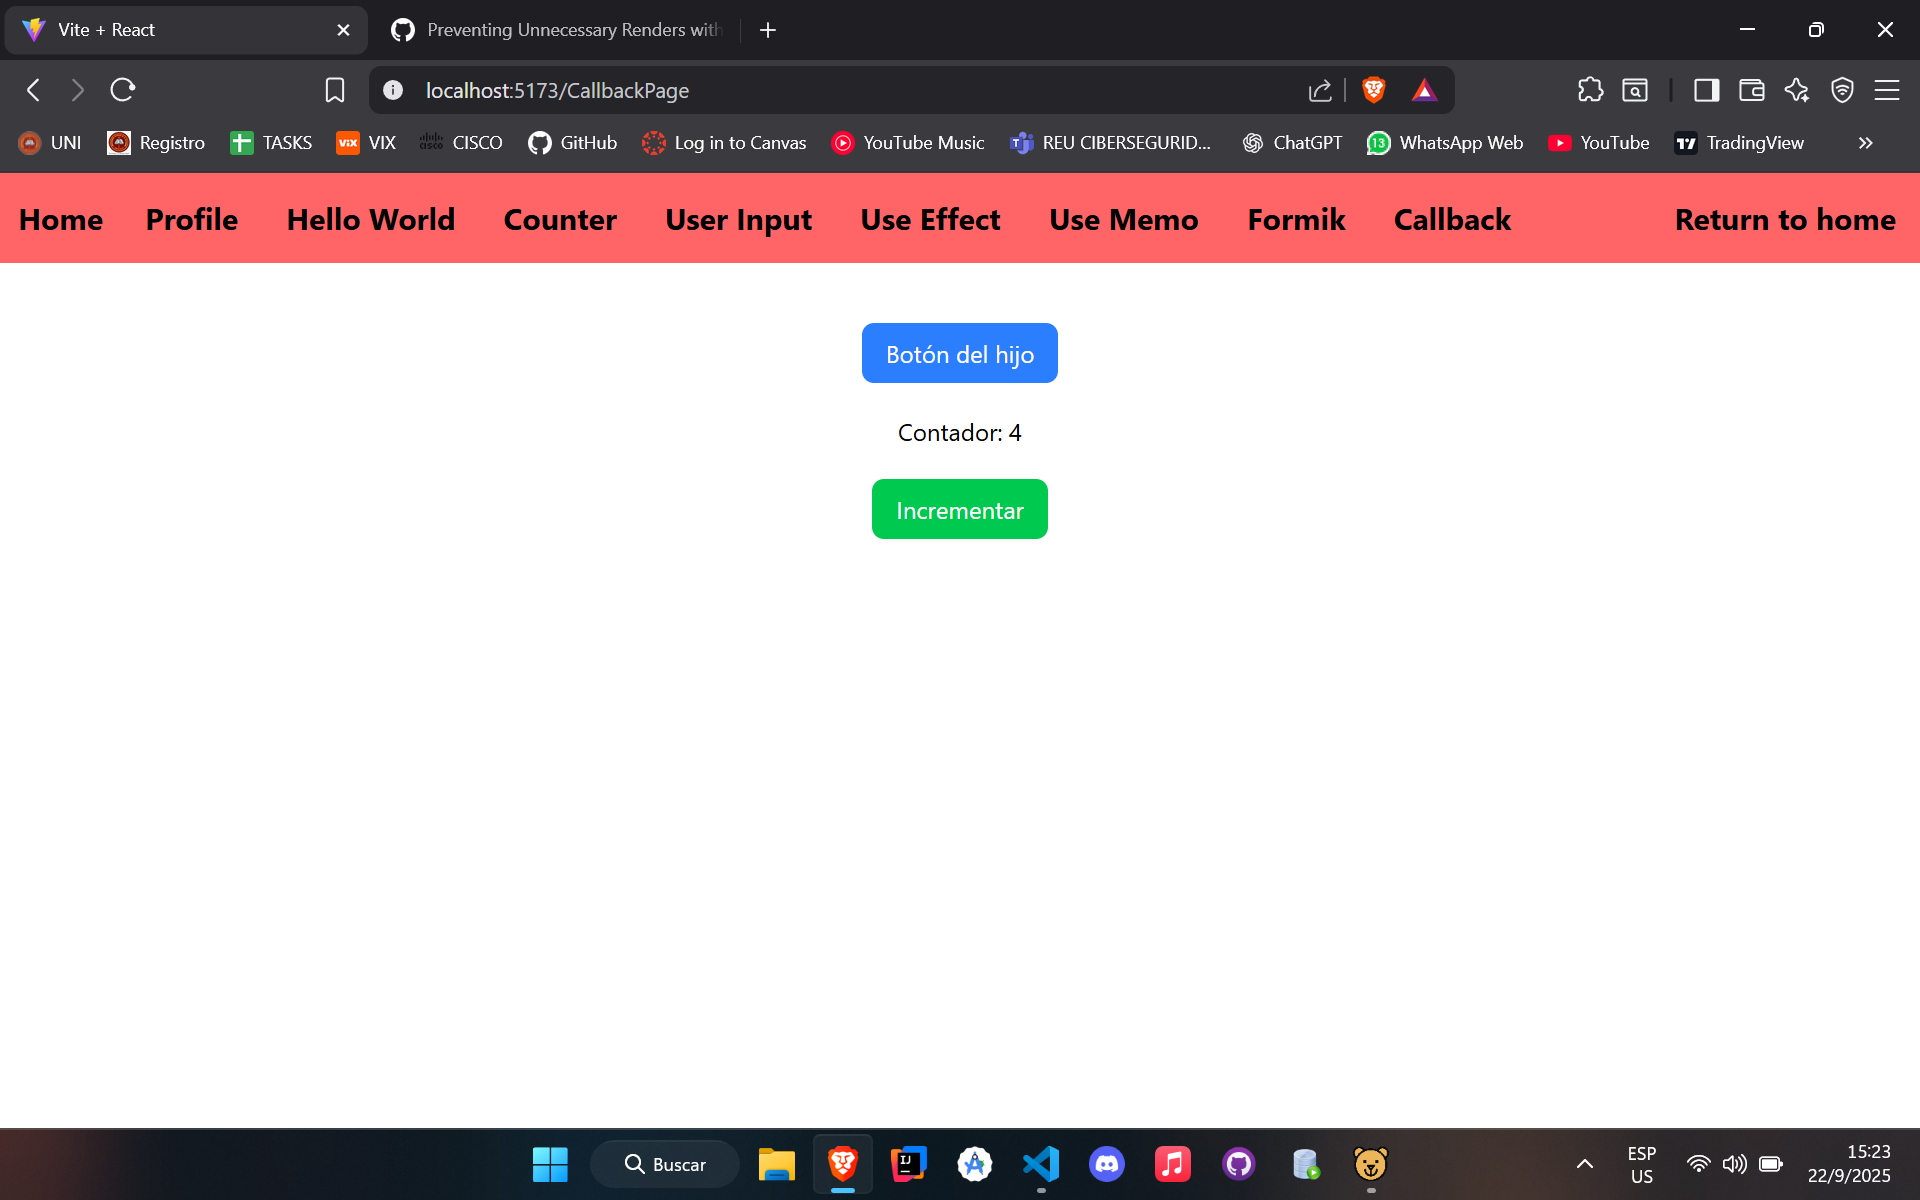 Vite + React
Preventing Unnecessary Renders with
localhost:5173/CallbackPage
UNI Registro TASKS VIX CISCO GitHub Log in to Canvas YouTube Music REU CIBERSEGURID... ChatGPT 13 WhatsApp Web YouTube TradingView
Home Profile Hello World Counter User Input Use Effect Use Memo Formik Callback Return to home
Botón del hijo
Contador: 4
Incrementar
Buscar
ESP
US
15:23
22/9/2025